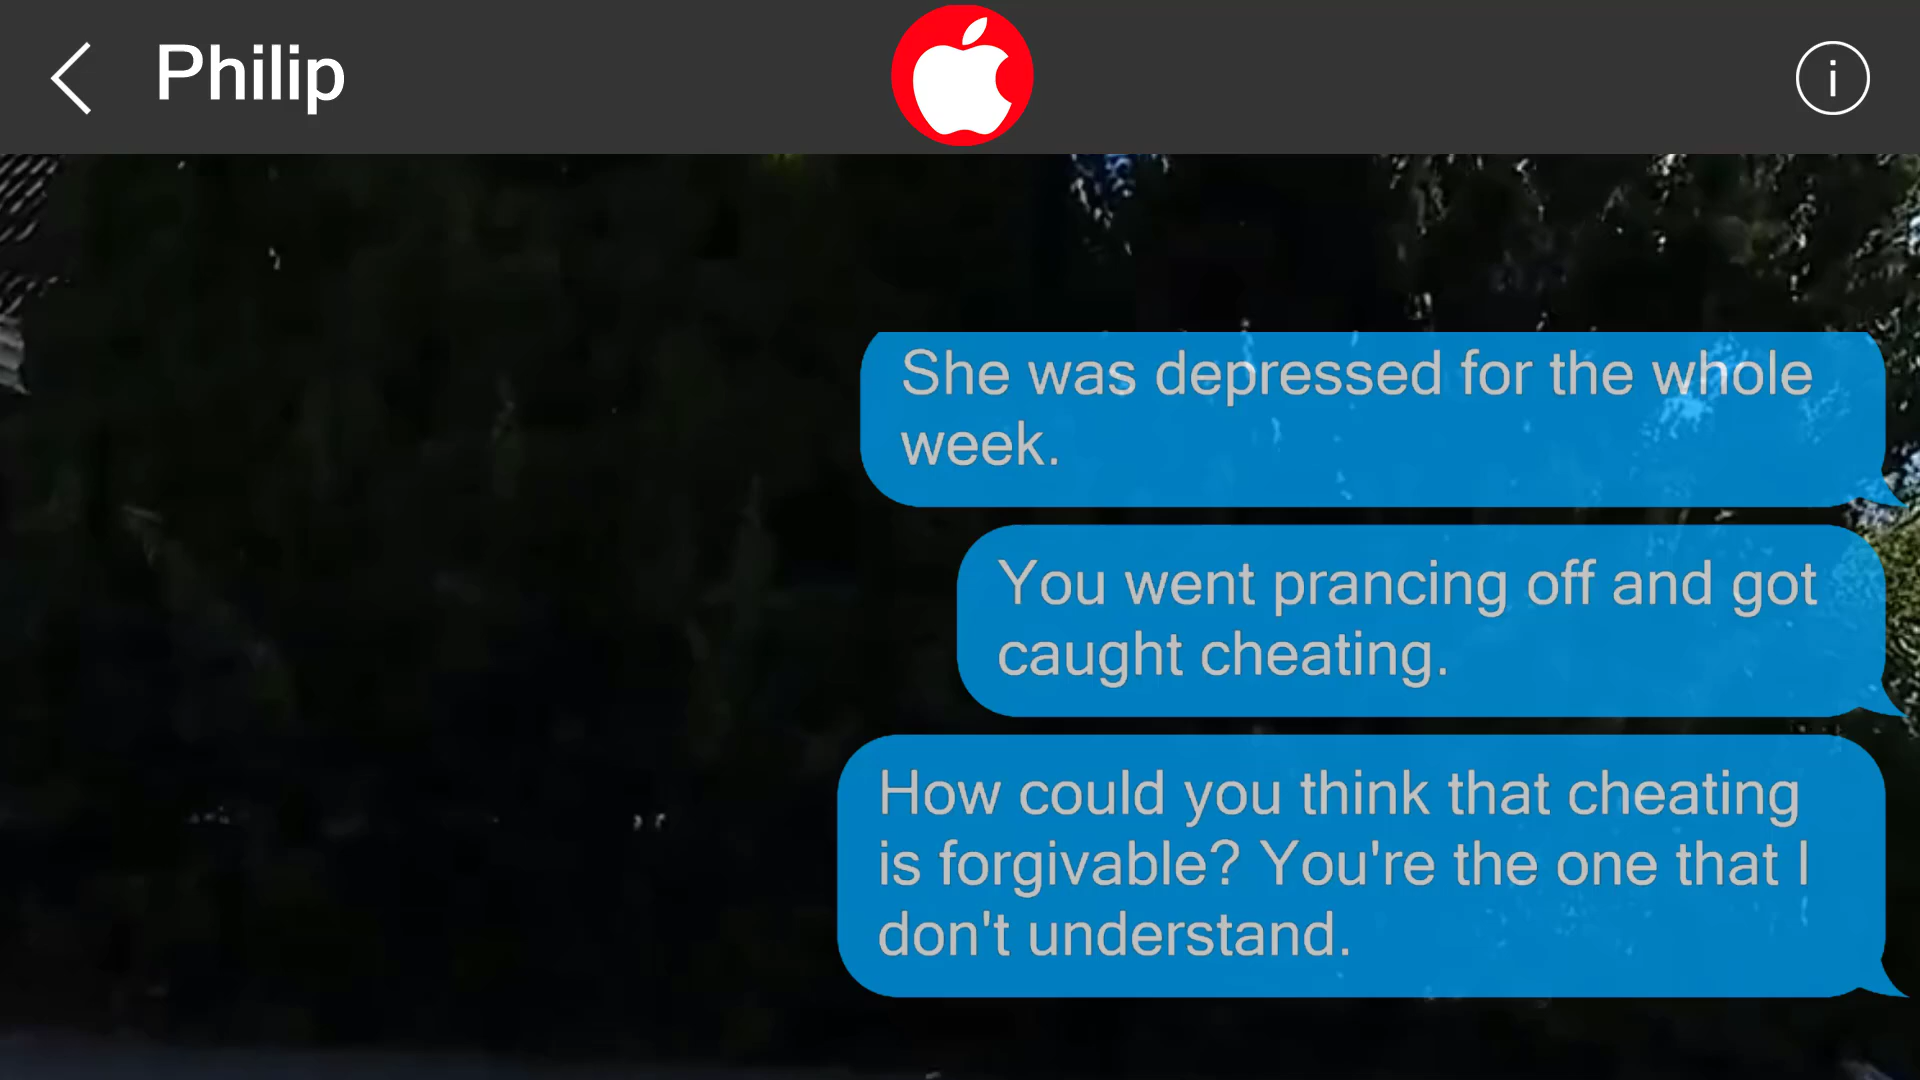 Philip
i
She was depressed for the whole
week.
You went prancing off and got
caught cheating.
How could you think that cheating
is forgivable? You're the one that I
don't understand.